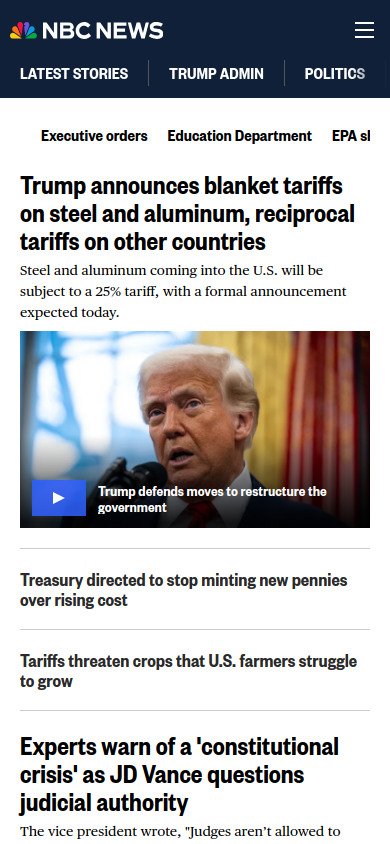 NBC NEWS
LATEST STORIES
TRUMP ADMIN
POLITICS
Executive orders
Education Department
EPA
Trump announces blanket tariffs
on steel and aluminum, reciprocal
tariffs on other countries
Steel and aluminum coming into the U.S. will be
subject to a 25% tariff, with a formal announcement
expected today.
Trump defends moves to restructure the
government
Treasury directed to stop minting new pennies
over rising cost
Tariffs threaten crops that U.S. farmers struggle
to grow
Experts warn of a 'constitutional
crisis' as JD Vance questions
judicial authority
The vice president wrote, "Judges aren’t allowed to